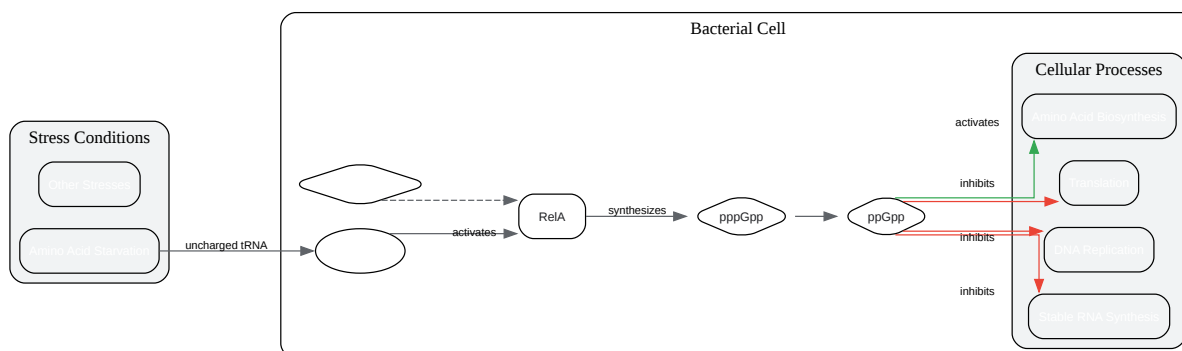 Bacterial Cell
Stress Conditions
Other Stresses
Amino Acid Starvation
uncharged tRNA
activates
RelA
synthesizes
pppGpp
ppGpp
activates
inhibits
inhibits
inhibits
Cellular Processes
Amino Acid Biosynthesis
Translation
DNA Replication
Stable RNA Synthesis